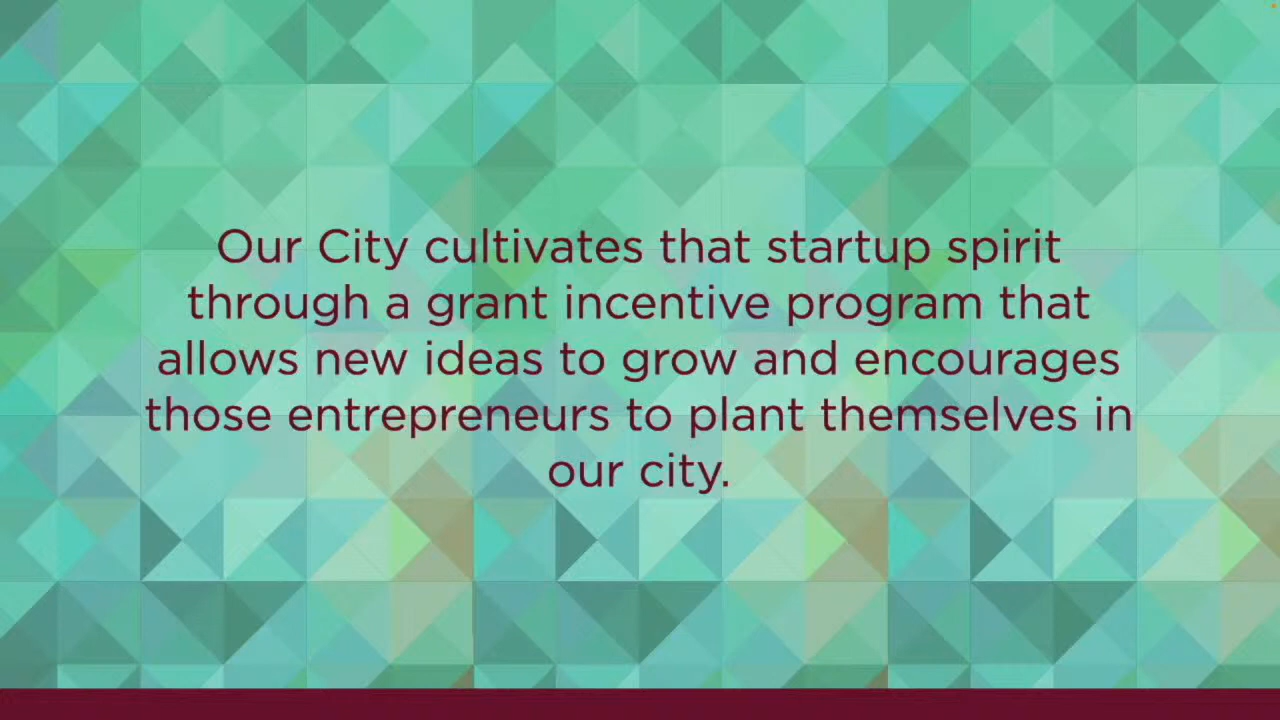 Our City cultivates that startup spirit
through a grant incentive program that
allows new ideas to grow and encourages
those entrepreneurs to plant themselves in
our city.